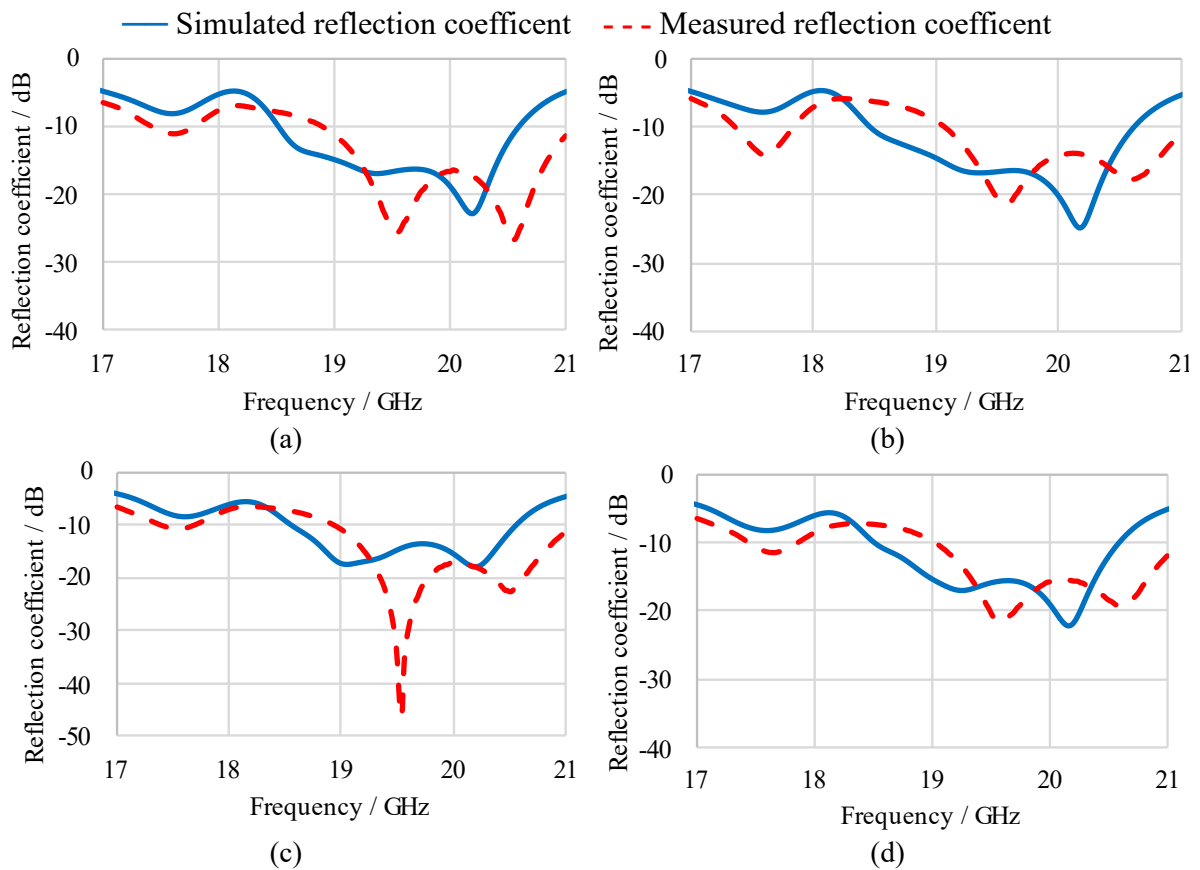 Simulated reflection coefficent Measured reflection coefficent
Reflection coefficient / dB
0
-10
-20
-30
-40
17 18 19 20 21
Frequency / GHz
(a)
Reflection coefficient / dB
0
-10
-20
-30
-40
17 18 19 20 21
Frequency / GHz
(b)
Reflection coefficient / dB
0
-10
-20
-30
-40
-50
17 18 19 20 21
Frequency / GHz
(c)
Reflection coefficient / dB
0
-10
-20
-30
-40
17 18 19 20 21
Frequency / GHz
(d)